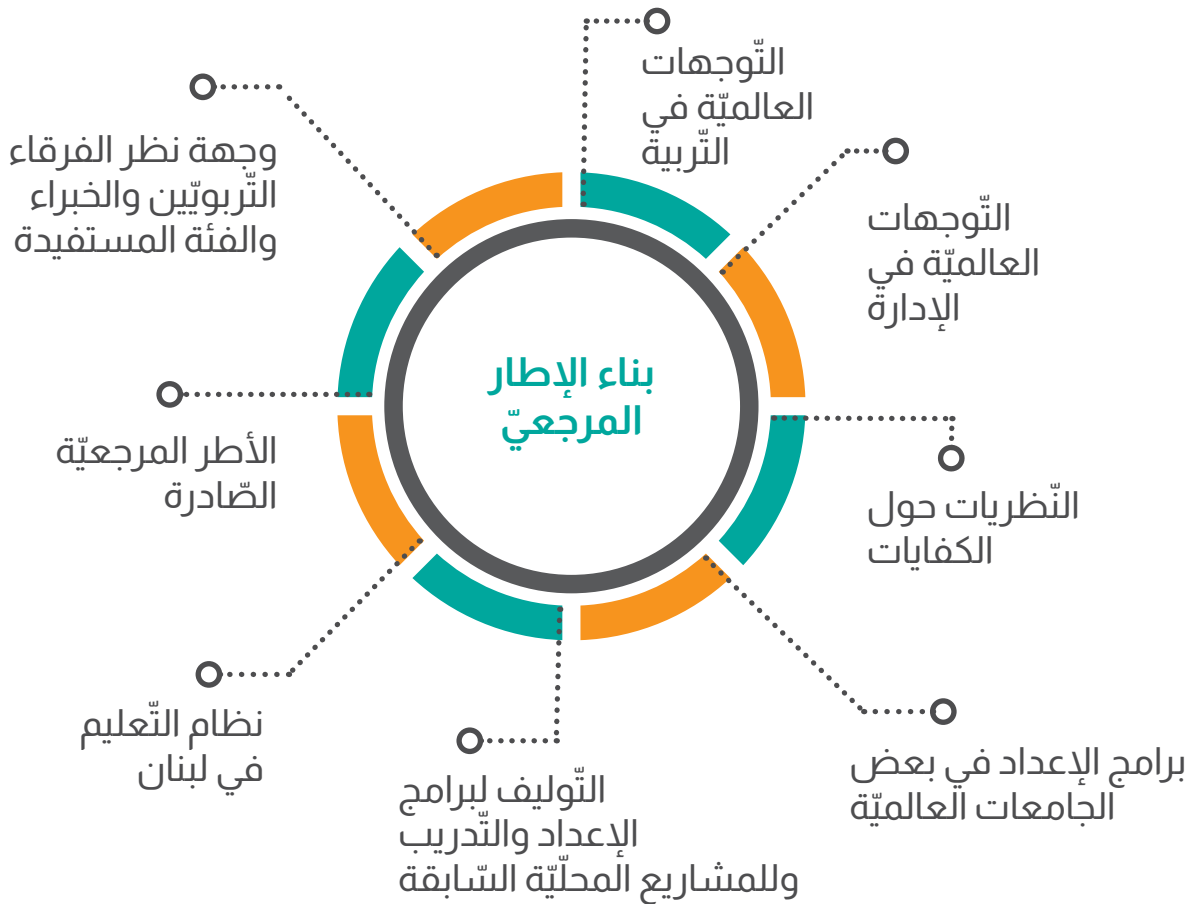 بناء الإطار
المرجعيّ
التّوجهات
العالميّة في
التّربية
التّوجهات
العالميّة في
الإدارة
النّظريات حول
الكفايات
برامج الإعداد في بعض
الجامعات العالميّة
التّوليف لبرامج
الإعداد والتّدريب
وللمشاريع المحلّيّة السّابقة
نظام التّعليم
في لبنان
الأطر المرجعيّة
الصّادرة
وجهة نظر الفرقاء
التّربويّين والخبراء
والفئة المستفيدة